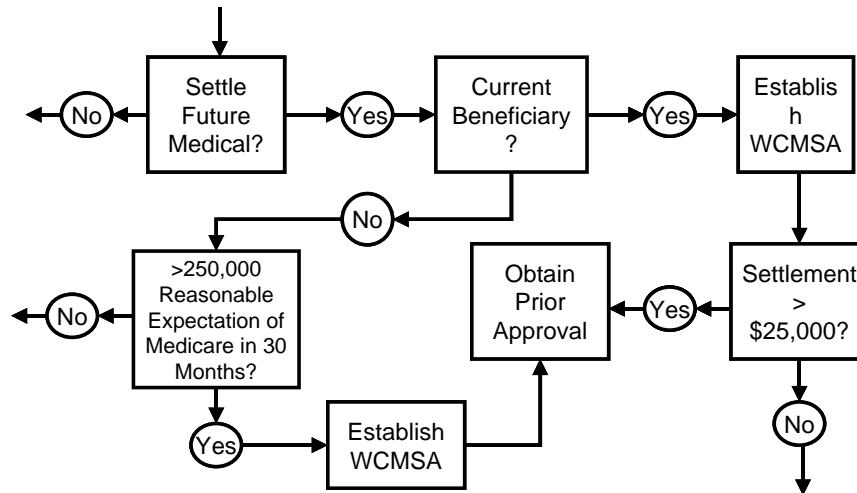 Settle
Future
Medical?
No
Yes
Current
Beneficiary
?
Yes
Establis
h
WCMSA
No
>250,000
Reasonable
Expectation of
Medicare in 30
Months?
No
Obtain
Prior
Approval
Yes
Settlement
>
$25,000?
Yes
Establish
WCMSA
No